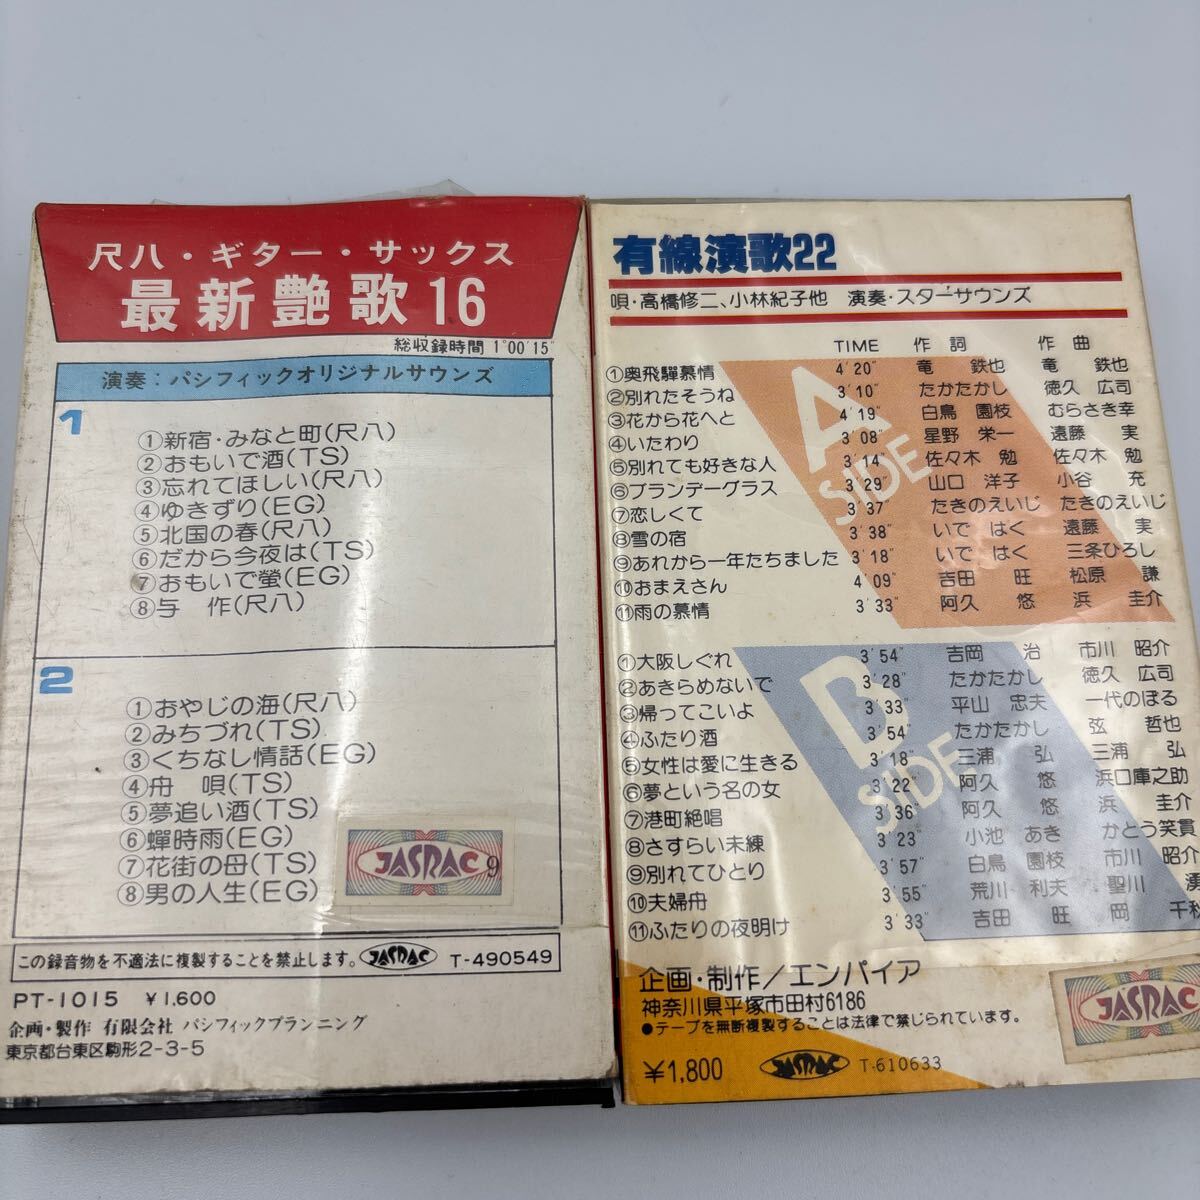 尺八・ギター・サックス
最新艶歌16
総収録時間 1°00′15″
演奏：パシフィックオリジナルサウンズ
1
①新宿・みなと町(尺八)
②おもいで酒(TS)
③忘れてほしい(尺八)
④ゆきずり(EG)
⑤北国の春(尺八)
⑥だから今夜は(TS)
⑦おもいで螢(EG)
⑧与　作(尺八)
2
①おやじの海(尺八)
②みちづれ(TS)
③くちなし情話(EG)
④舟　唄(TS)
⑤夢追い酒(TS)
⑥蟬時雨(EG)
⑦花街の母(TS)
⑧男の人生(EG)
JASRAC 9
この録音物を不適法に複製することを禁止します。 JASRAC T-490549
PT-1015 ¥1,600
企画・製作 有限会社 パシフィックプランニング
東京都台東区駒形2-3-5
有線演歌22
唄・高橋修二、小林紀子他　演奏・スターサウンズ
TIME 作詞 作曲
A SIDE
①奥飛騨慕情 4′20″ 竜 鉄也 竜 鉄也
②別れたそうね 3′10″ たかたかし 徳久 広司
③花から花へと 4′19″ 白鳥 園枝 むらさき幸
④いたわり 3′08″ 星野 栄一 遠藤 実
⑤別れても好きな人 3′14″ 佐々木 勉 佐々木 勉
⑥ブランデーグラス 3′29″ 山口 洋子 小谷 充
⑦恋しくて 3′37 たきのえいじ たきのえいじ
⑧雪の宿 3′38″ いで はく 遠藤 実
⑨あれから一年たちました 3′18″ いで はく 三条ひろし
⑩おまえさん 4′09″ 吉田 旺 松原 謙
⑪雨の慕情 3′33″ 阿久 悠 浜 圭介
B SIDE
①大阪しぐれ 3′54″ 吉岡 治 市川 昭介
②あきらめないで 3′28″ たかたかし 徳久 広司
③帰ってこいよ 3′33″ 平山 忠夫 一代のぼる
④ふたり酒 3′54″ たかたかし 弦 哲也
⑤女性は愛に生きる 3′18″ 三浦 弘 三浦 弘
⑥夢という名の女 3′22″ 阿久 悠 浜口庫之助
⑦港町絶唱 3′36″ 阿久 悠 浜 圭介
⑧さすらい未練 3′23″ 小池 あき かとう笑貫
⑨別れてひとり 3′57″ 白鳥 園枝 市川 昭介
⑩夫婦舟 3′55″ 荒川 利夫 聖川 湧
⑪ふたりの夜明け 3′33″ 吉田 旺 岡 千秋
企画・制作／エンパイア
神奈川県平塚市田村6186
●テープを無断複製することは法律で禁じられています。
JASRAC
¥1,800 JASRAC T-610633